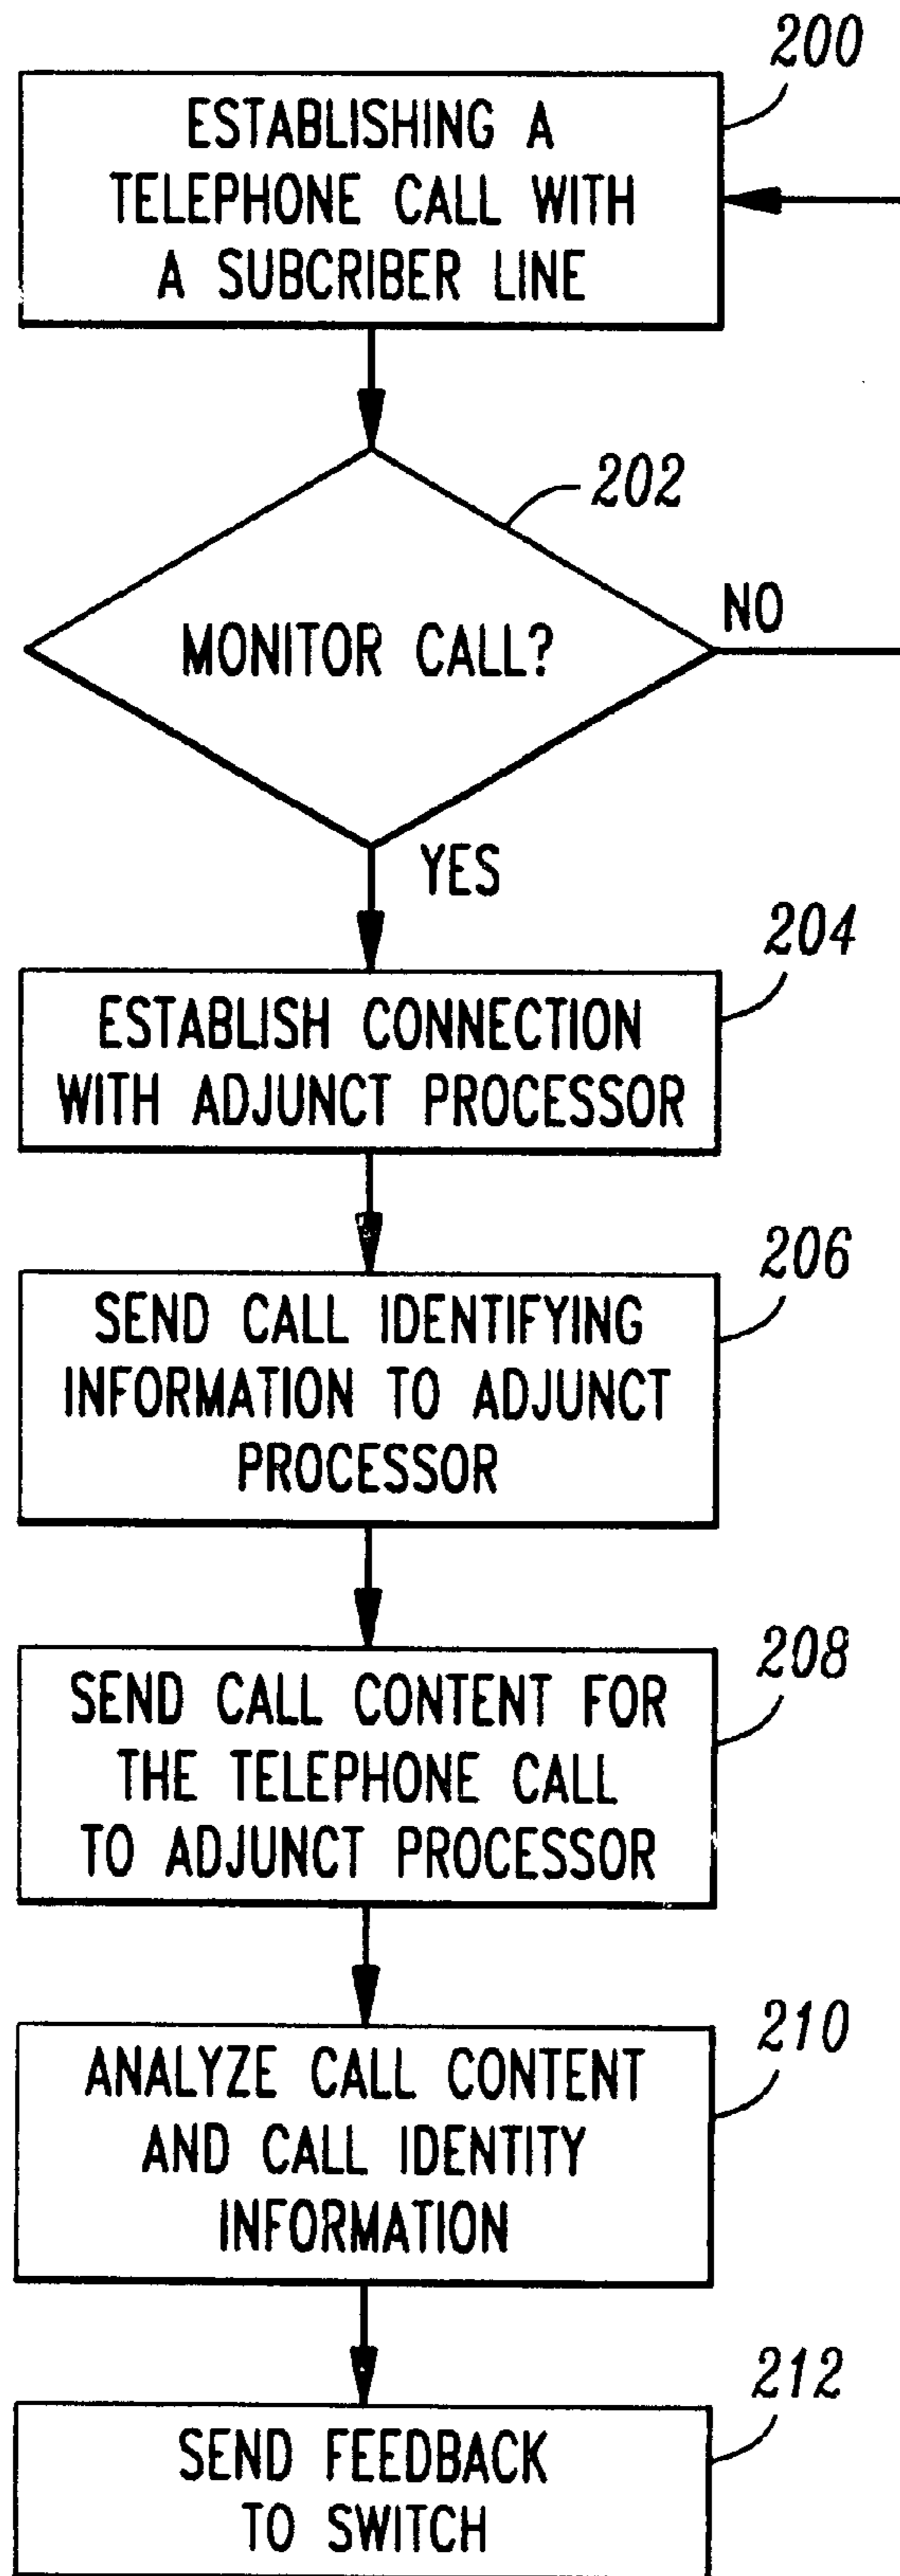 200
ESTABLISHING A
TELEPHONE CALL WITH
A SUBCRIBER LINE
202
MONITOR CALL?
NO
YES
204
ESTABLISH CONNECTION
WITH ADJUNCT PROCESSOR
206
SEND CALL IDENTIFYING
INFORMATION TO ADJUNCT
PROCESSOR
208
SEND CALL CONTENT FOR
THE TELEPHONE CALL
TO ADJUNCT PROCESSOR
210
ANALYZE CALL CONTENT
AND CALL IDENTITY
INFORMATION
212
SEND FEEDBACK
TO SWITCH